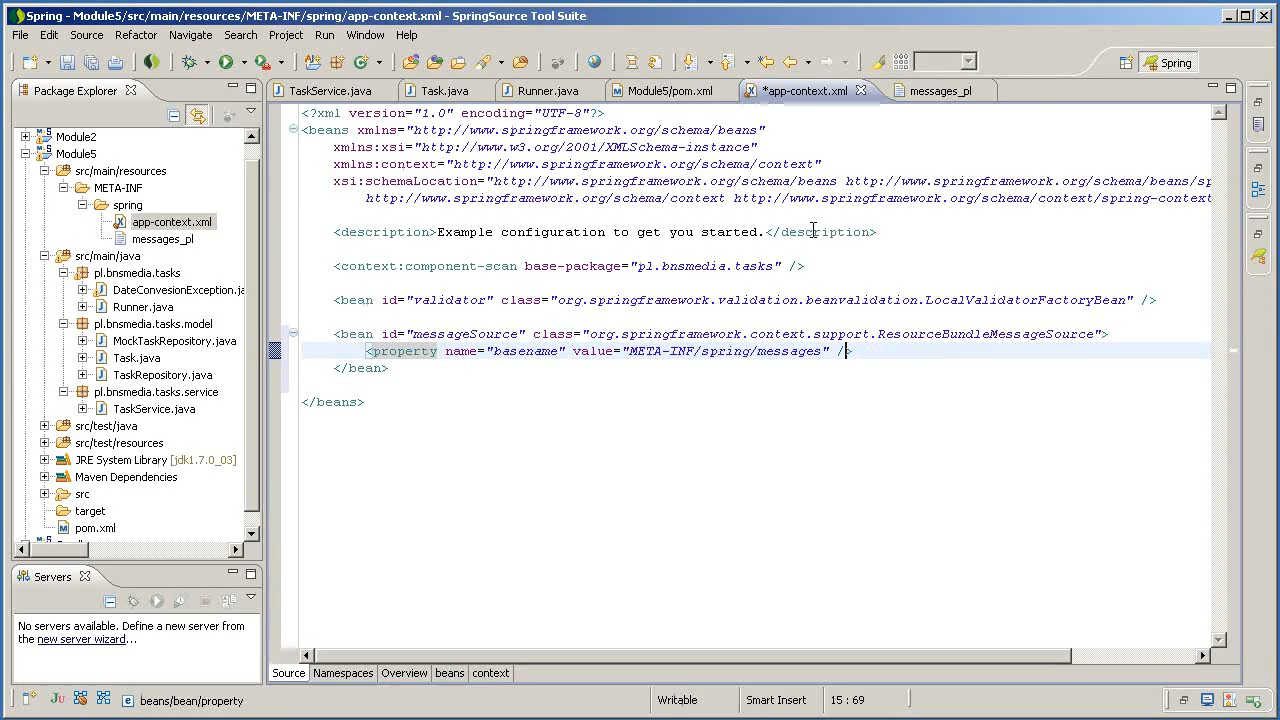 Spring - Module5/src/main/resources/META-INF/spring/app-context.xml - SpringSource Tool Suite
File Edit Source Refactor Navigate Search Project Run Window Help
Spring
Package Explorer
TaskService.java Task.java Runner.java Module5/pom.xml *app-context.xml messages_pl
Module2
Module5
src/main/resources
META-INF
spring
app-context.xml
messages_pl
src/main/java
pl.bnsmedia.tasks
DateConvesionException.ja
Runner.java
pl.bnsmedia.tasks.model
MockTaskRepository.java
Task.java
TaskRepository.java
pl.bnsmedia.tasks.service
TaskService.java
src/test/java
src/test/resources
JRE System Library [jdk1.7.0_03]
Maven Dependencies
src
target
pom.xml
<?xml version="1.0" encoding="UTF-8"?>
<beans xmlns="http://www.springframework.org/schema/beans"
xmlns:xsi="http://www.w3.org/2001/XMLSchema-instance"
xmlns:context="http://www.springframework.org/schema/context"
xsi:schemaLocation="http://www.springframework.org/schema/beans http://www.springframework.org/schema/beans/sp
http://www.springframework.org/schema/context http://www.springframework.org/schema/context/spring-context
<description>Example configuration to get you started.</description>
<context:component-scan base-package="pl.bnsmedia.tasks" />
<bean id="validator" class="org.springframework.validation.beanvalidation.LocalValidatorFactoryBean" />
<bean id="messageSource" class="org.springframework.context.support.ResourceBundleMessageSource">
<property name="basename" value="META-INF/spring/messages" />
</bean>
</beans>
Servers
No servers available. Define a new server from
the new server wizard...
Source Namespaces Overview beans context
beans/bean/property
Writable
Smart Insert
15 : 69